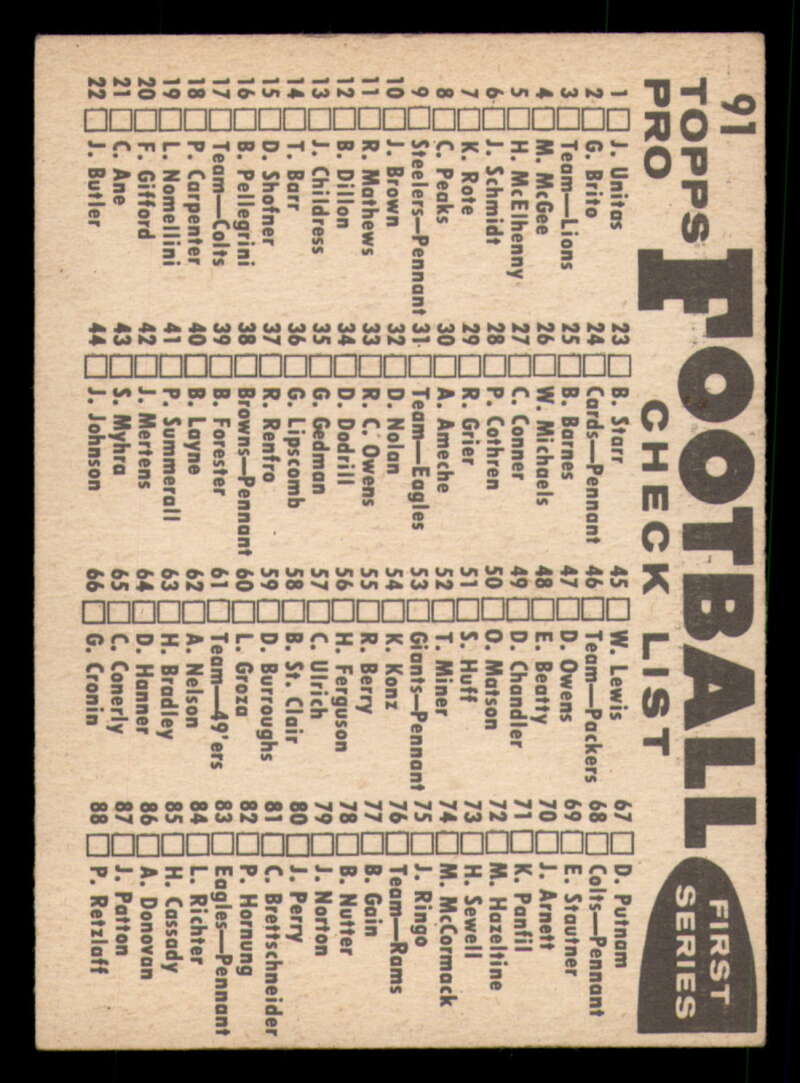 91
TOPPS FOOTBALL
PRO CHECK LIST
FIRST
SERIES
1 J. Unitas
2 G. Brito
3 Team—Lions
4 M. McGee
5 H. McElhenny
6 J. Schmidt
7 K. Rote
8 C. Peaks
9 Steelers—Pennant
10 J. Brown
11 R. Mathews
12 B. Dillon
13 J. Childress
14 T. Barr
15 D. Shofner
16 B. Pellegrini
17 Team—Colts
18 P. Carpenter
19 L. Nomellini
20 F. Gifford
21 C. Ane
22 J. Butler
23 B. Starr
24 Cards—Pennant
25 B. Barnes
26 W. Michaels
27 C. Conner
28 P. Cothren
29 R. Grier
30 A. Ameche
31 Team—Eagles
32 D. Nolan
33 R. C. Owens
34 D. Dodrill
35 G. Gedman
36 G. Lipscomb
37 R. Renfro
38 Browns—Pennant
39 B. Forester
40 B. Layne
41 P. Summerall
42 J. Mertens
43 S. Myhra
44 J. Johnson
45 W. Lewis
46 Team—Packers
47 D. Owens
48 E. Beatty
49 D. Chandler
50 O. Matson
51 S. Huff
52 T. Miner
53 Giants—Pennant
54 K. Konz
55 R. Berry
56 H. Ferguson
57 C. Ulrich
58 B. St. Clair
59 D. Burroughs
60 L. Groza
61 Team—49'ers
62 A. Nelson
63 H. Bradley
64 D. Hanner
65 C. Conerly
66 G. Cronin
67 D. Putnam
68 Colts—Pennant
69 E. Stautner
70 J. Arnett
71 K. Panfil
72 M. Hazeltine
73 H. Sewell
74 M. McCormack
75 J. Ringo
76 Team—Rams
77 B. Gain
78 B. Nutter
79 J. Norton
80 J. Perry
81 C. Brettschneider
82 P. Hornung
83 Eagles—Pennant
84 L. Richter
85 H. Cassady
86 A. Donovan
87 J. Patton
88 P. Retzlaff